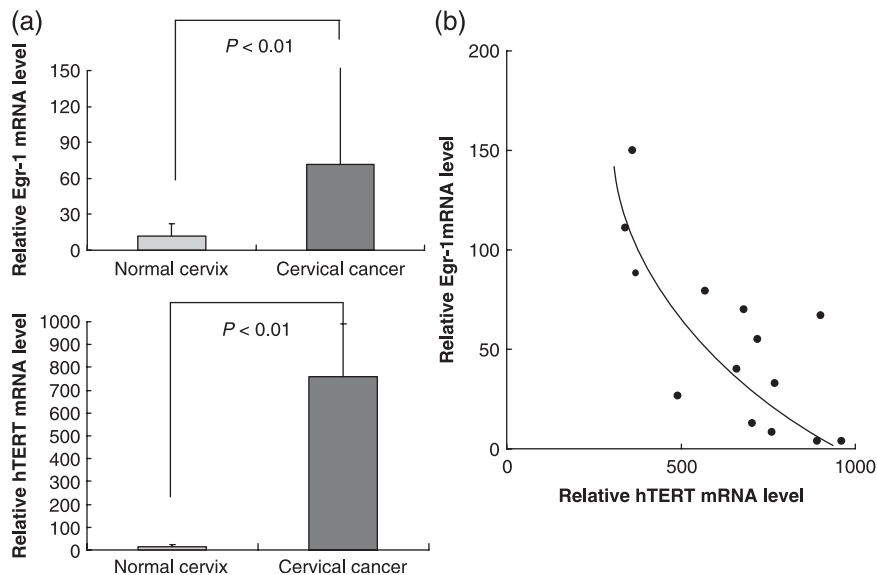 (a)
P < 0.01
Relative Egr-1 mRNA level
150
120
90
60
30
0
Normal cervix Cervical cancer
P < 0.01
Relative hTERT mRNA level
1000
900
800
700
600
500
400
300
200
100
0
Normal cervix Cervical cancer
(b)
Relative Egr-1mRNA level
200
150
100
50
0
0 500 1000
Relative hTERT mRNA level